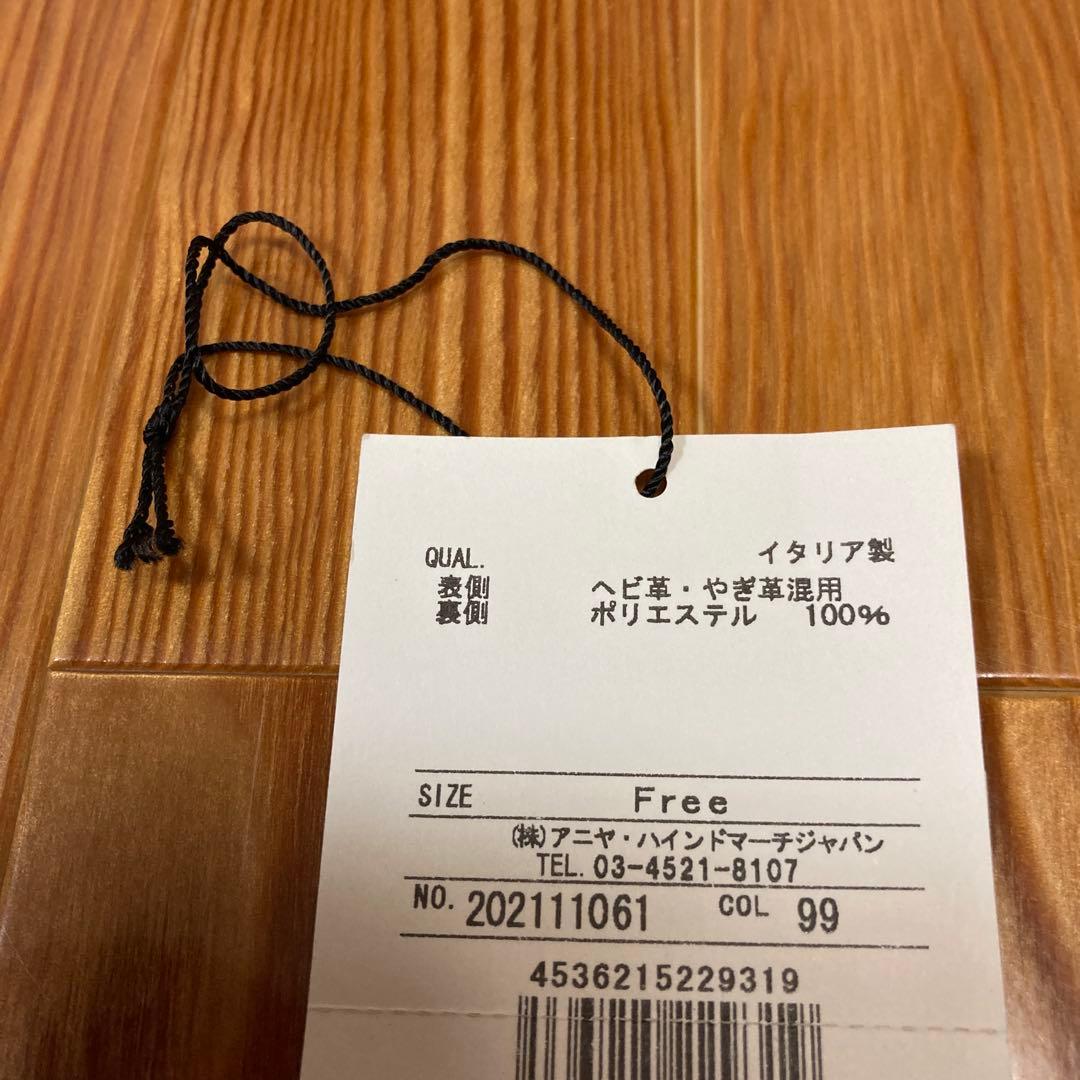 QUAL. イタリア製
表側 ヘビ革・やぎ革混用
裏側 ポリエステル 100%
SIZE Free
(株)アニヤ・ハインドマーチジャパン
TEL. 03-4521-8107
NO. 202111061 COL 99
4536215229319